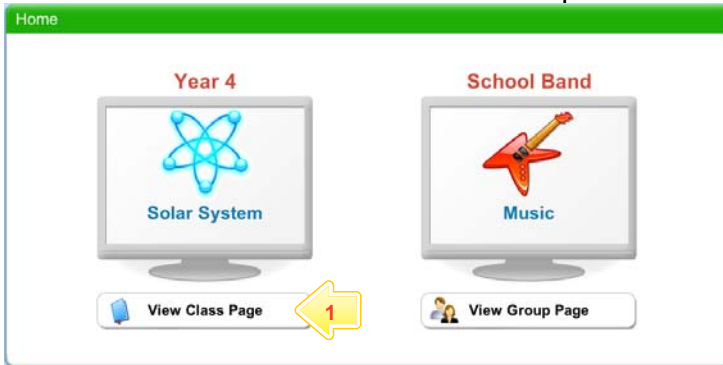 Home
Year 4
School Band
Solar System
Music
View Class Page
1
View Group Page